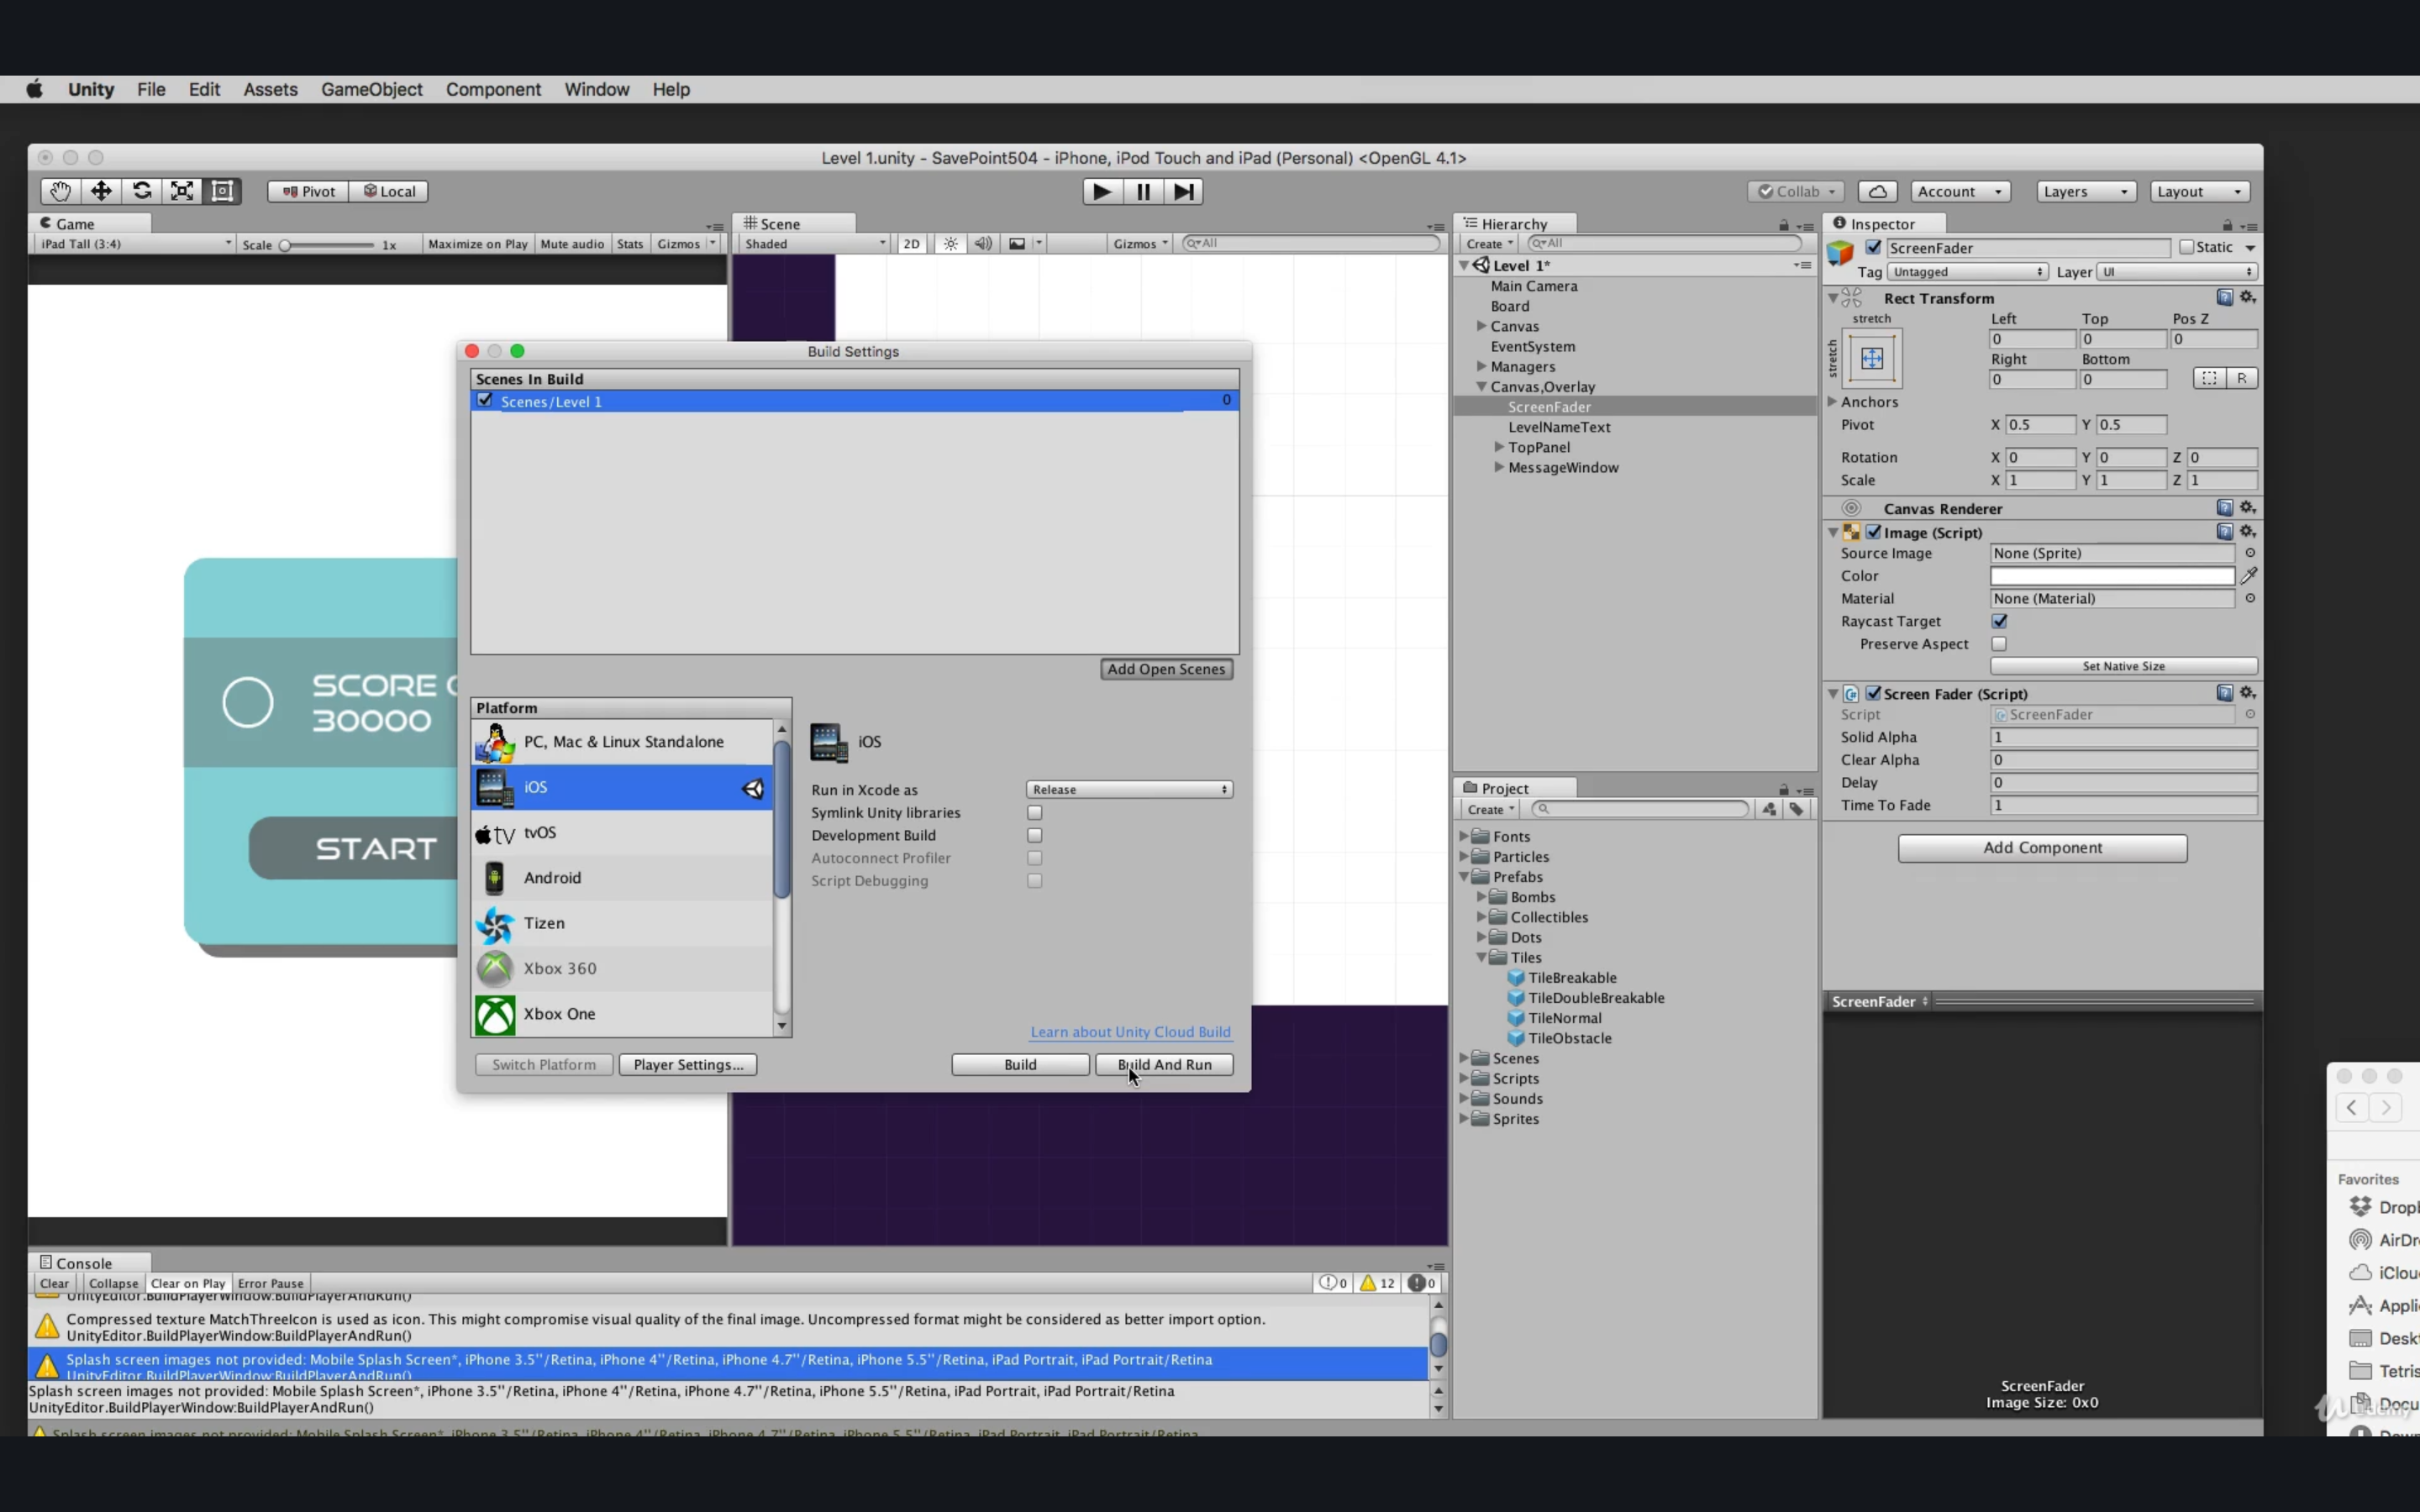 Unity File Edit Assets GameObject Component Window Help
Level 1.unity - SavePoint504 - iPhone, iPod Touch and iPad (Personal) <OpenGL 4.1>
Pivot Local
Collab Account Layers Layout
Game
iPad Tall (3:4) Scale 1x Maximize on Play Mute audio Stats Gizmos
SCORE
30000
START
Scene
Shaded 2D Gizmos All
Build Settings
Scenes In Build
Scenes/Level 1 0
Add Open Scenes
Platform
PC, Mac & Linux Standalone
iOS
tvOS
Android
Tizen
Xbox 360
Xbox One
iOS
Run in Xcode as Release
Symlink Unity libraries
Development Build
Autoconnect Profiler
Script Debugging
Learn about Unity Cloud Build
Switch Platform Player Settings... Build Build And Run
Hierarchy
Create All
Level 1*
Main Camera
Board
Canvas
EventSystem
Managers
Canvas,Overlay
ScreenFader
LevelNameText
TopPanel
MessageWindow
Project
Create
Fonts
Particles
Prefabs
Bombs
Collectibles
Dots
Tiles
TileBreakable
TileDoubleBreakable
TileNormal
TileObstacle
Scenes
Scripts
Sounds
Sprites
Inspector
ScreenFader Static
Tag Untagged Layer UI
Rect Transform
stretch Left Top Pos Z
stretch
0 0 0
Right Bottom
0 0 R
Anchors
Pivot X 0.5 Y 0.5
Rotation X 0 Y 0 Z 0
Scale X 1 Y 1 Z 1
Canvas Renderer
Image (Script)
Source Image None (Sprite)
Color
Material None (Material)
Raycast Target
Preserve Aspect
Set Native Size
Screen Fader (Script)
Script ScreenFader
Solid Alpha 1
Clear Alpha 0
Delay 0
Time To Fade 1
Add Component
ScreenFader
ScreenFader
Image Size: 0x0
Console
Clear Collapse Clear on Play Error Pause 0 12 0
UnityEditor.BuildPlayerWindow:BuildPlayerAndRun()
Compressed texture MatchThreeIcon is used as icon. This might compromise visual quality of the final image. Uncompressed format might be considered as better import option.
UnityEditor.BuildPlayerWindow:BuildPlayerAndRun()
Splash screen images not provided: Mobile Splash Screen*, iPhone 3.5''/Retina, iPhone 4''/Retina, iPhone 4.7''/Retina, iPhone 5.5''/Retina, iPad Portrait, iPad Portrait/Retina
UnityEditor.BuildPlayerWindow:BuildPlayerAndRun()
Splash screen images not provided: Mobile Splash Screen*, iPhone 3.5''/Retina, iPhone 4''/Retina, iPhone 4.7''/Retina, iPhone 5.5''/Retina, iPad Portrait, iPad Portrait/Retina
UnityEditor.BuildPlayerWindow:BuildPlayerAndRun()
Splash screen images not provided: Mobile Splash Screen*, iPhone 3.5''/Retina, iPhone 4''/Retina, iPhone 4.7''/Retina, iPhone 5.5''/Retina, iPad Portrait, iPad Portrait/Retina
Favorites
Drop
AirDr
iClou
Appli
Desk
Tetris
Docu